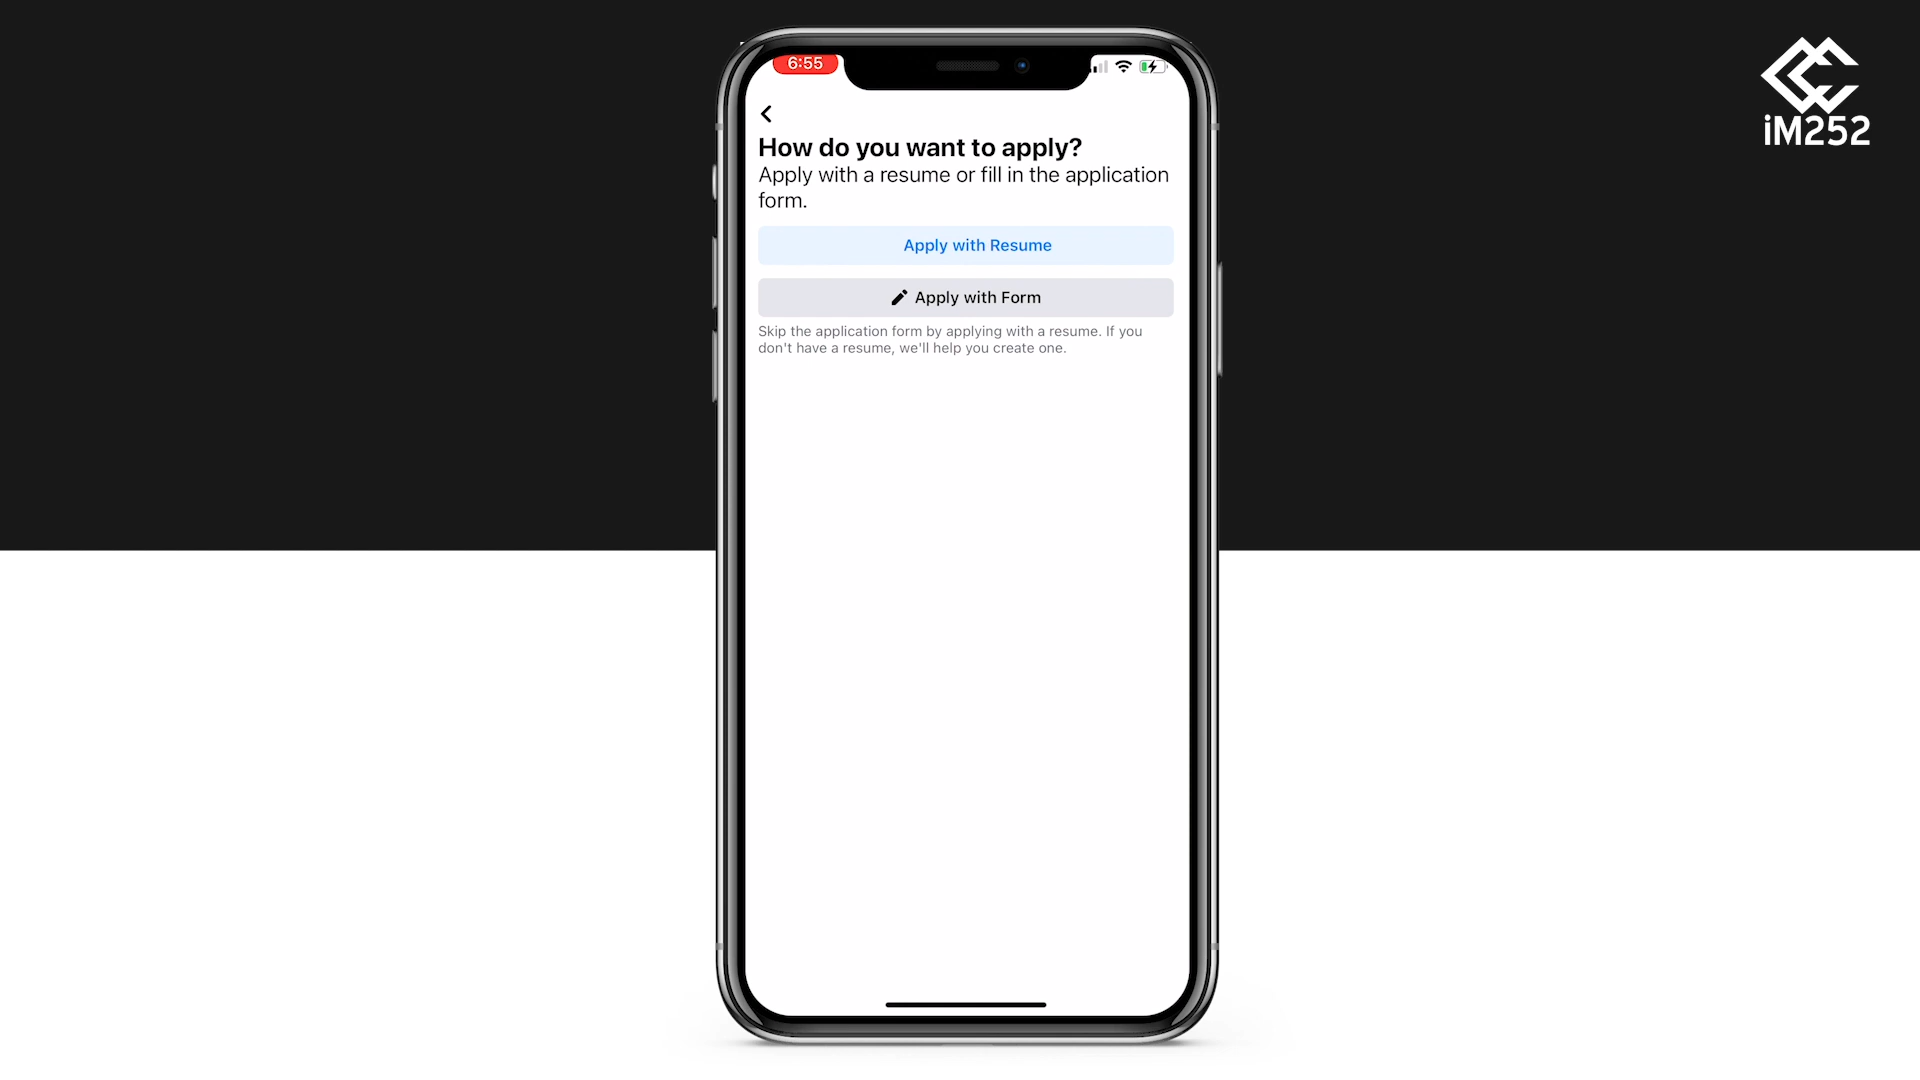 6:55
iM252
How do you want to apply?
Apply with a resume or fill in the application
form.
Apply with Resume
Apply with Form
Skip the application form by applying with a resume. If you
don't have a resume, we'll help you create one.